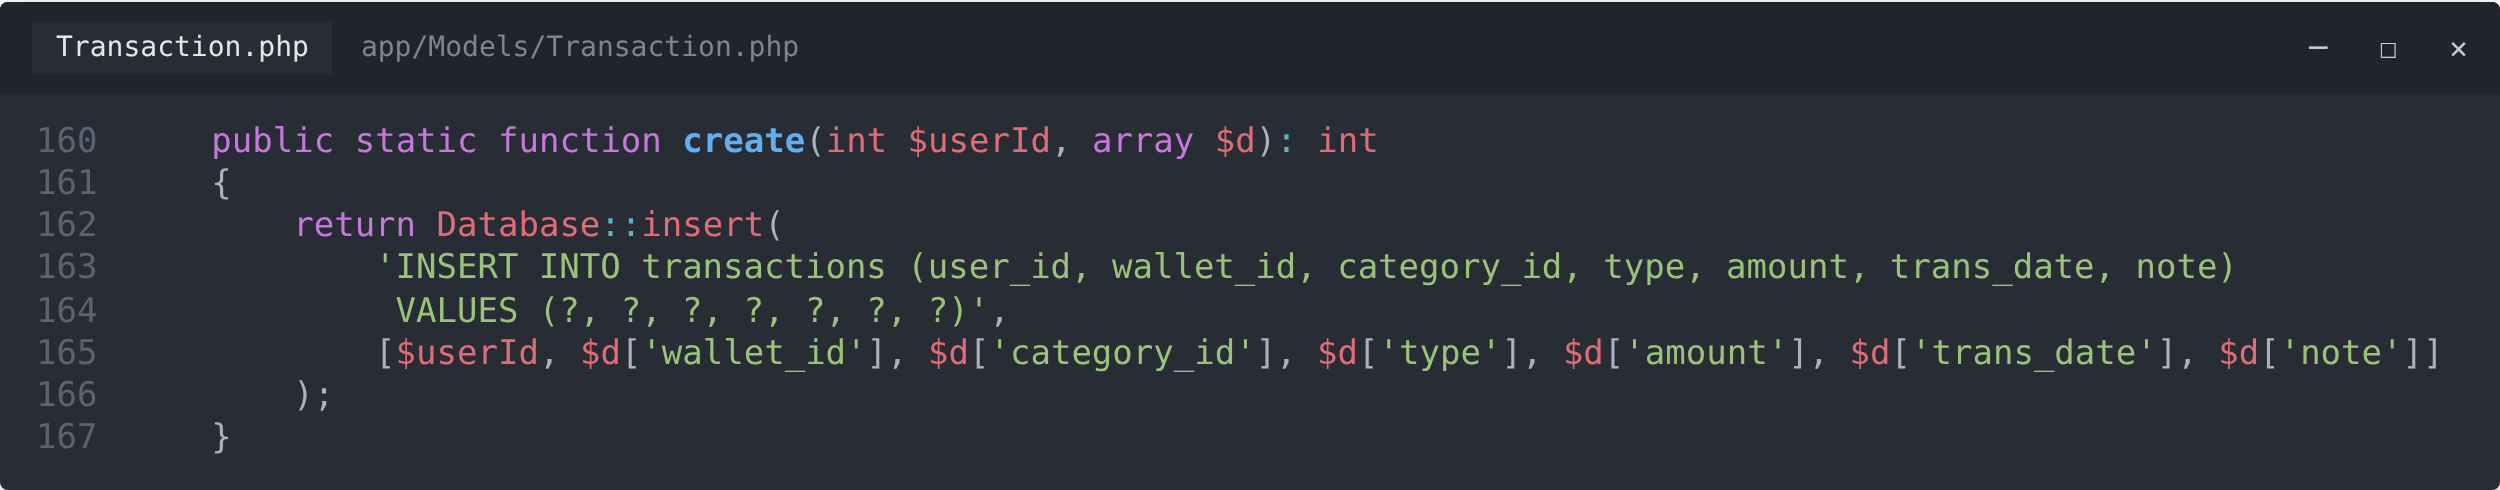 Transaction.php app/Models/Transaction.php
160 public static function create(int $userId, array $d): int
161 {
162 return Database::insert(
163 'INSERT INTO transactions (user_id, wallet_id, category_id, type, amount, trans_date, note)
164 VALUES (?, ?, ?, ?, ?, ?, ?)',
165 [$userId, $d['wallet_id'], $d['category_id'], $d['type'], $d['amount'], $d['trans_date'], $d['note']]
166 );
167 }